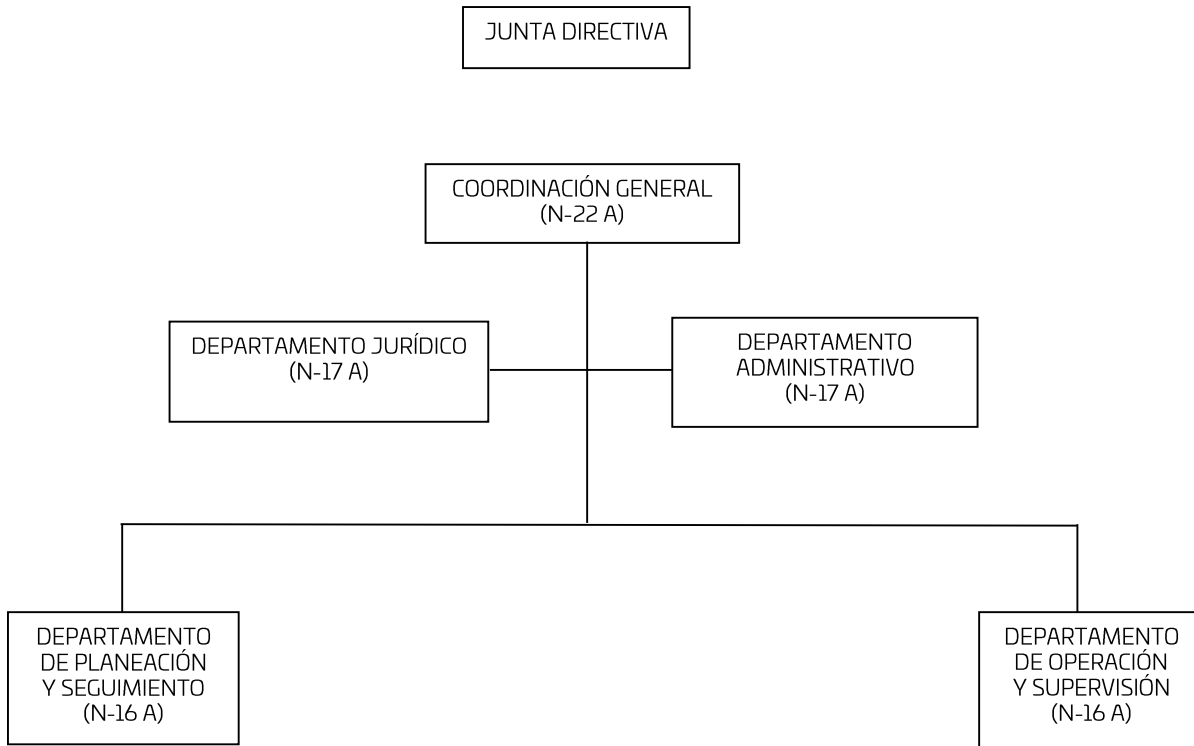 JUNTA DIRECTIVA
COORDINACIÓN GENERAL
(N-22 A)
DEPARTAMENTO JURÍDICO
(N-17 A)
DEPARTAMENTO
ADMINISTRATIVO
(N-17 A)
DEPARTAMENTO
DE PLANEACIÓN
Y SEGUIMIENTO
(N-16 A)
DEPARTAMENTO
DE OPERACIÓN
Y SUPERVISIÓN
(N-16 A)